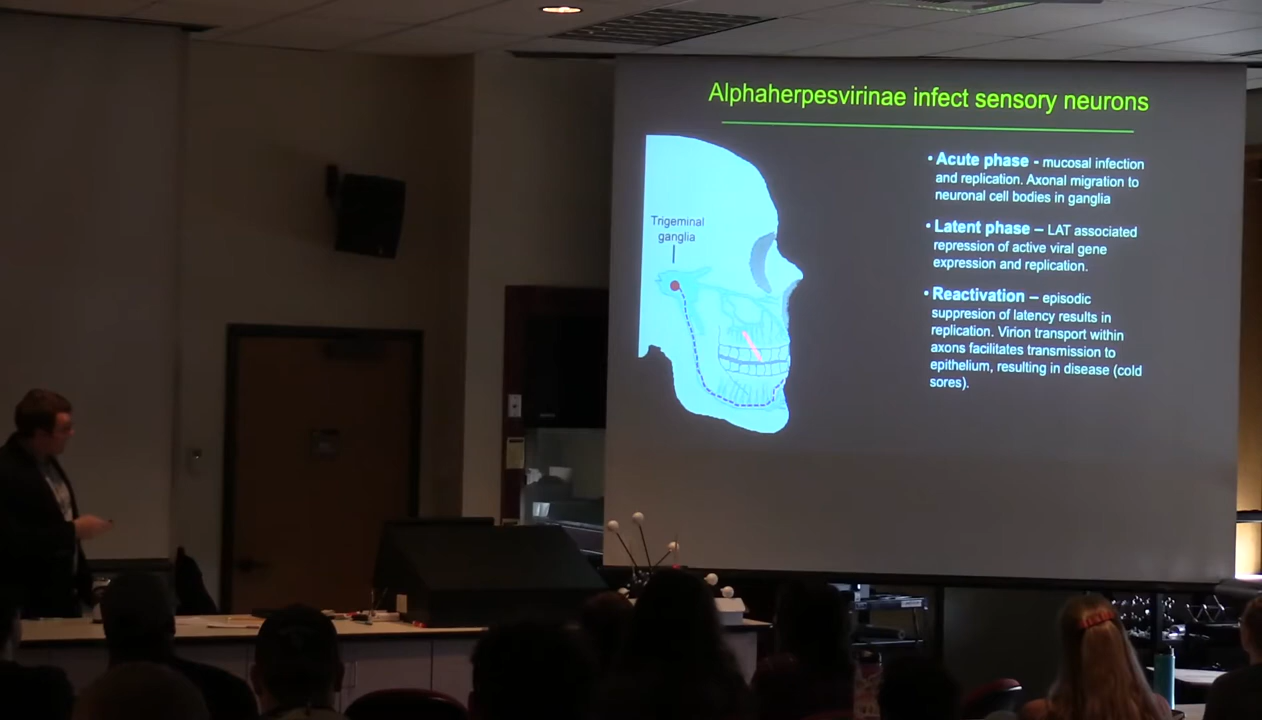 Alphaherpesvirinae infect sensory neurons
Trigeminal
ganglia
• Acute phase - mucosal infection
and replication. Axonal migration to
neuronal cell bodies in ganglia
• Latent phase – LAT associated
repression of active viral gene
expression and replication.
• Reactivation – episodic
suppresion of latency results in
replication. Virion transport within
axons facilitates transmission to
epithelium, resulting in disease (cold
sores).